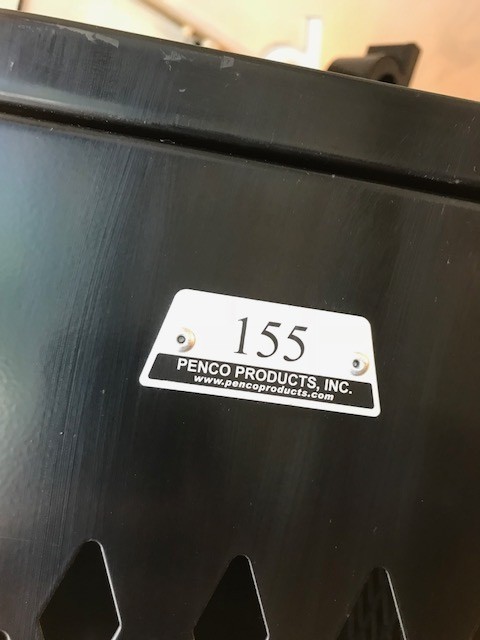 155
PENCO PRODUCTS, INC.
www.pencoproducts.com